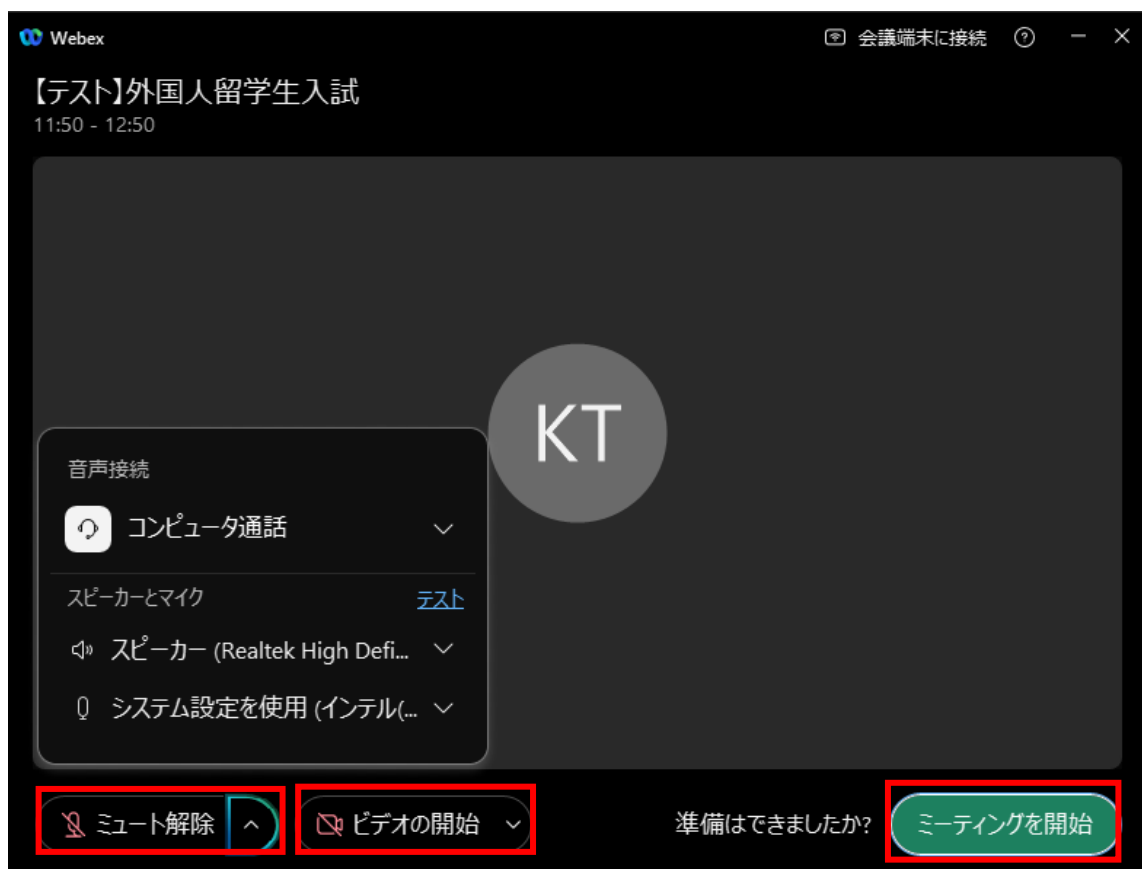 Webex
会議端末に接続
【テスト】外国人留学生入試
11:50 - 12:50
KT
音声接続
コンピュータ通話
スピーカーとマイク
テスト
スピーカー (Realtek High Defi...
システム設定を使用 (インテル(...
ミュート解除
ビデオの開始
準備はできましたか?
ミーティングを開始